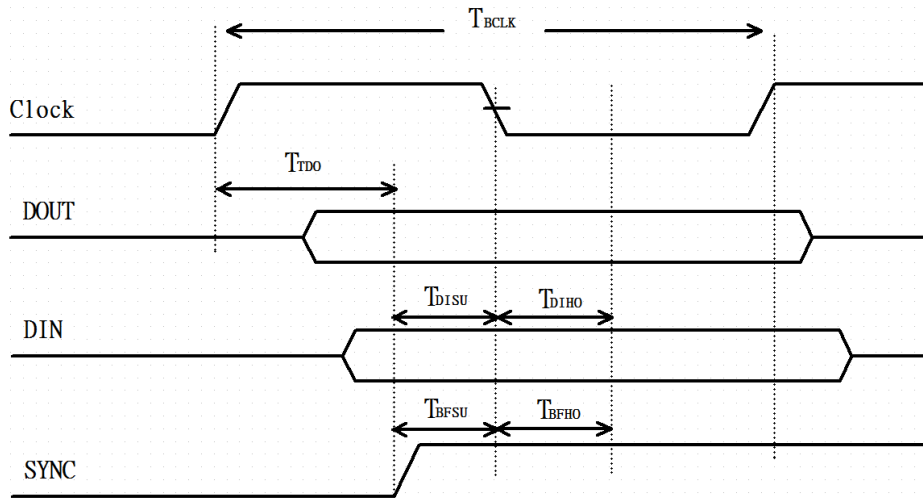 TBCLK
Clock
TTDO
DOUT
TDISU TDIHO
DIN
TBFSU TBFHO
SYNC